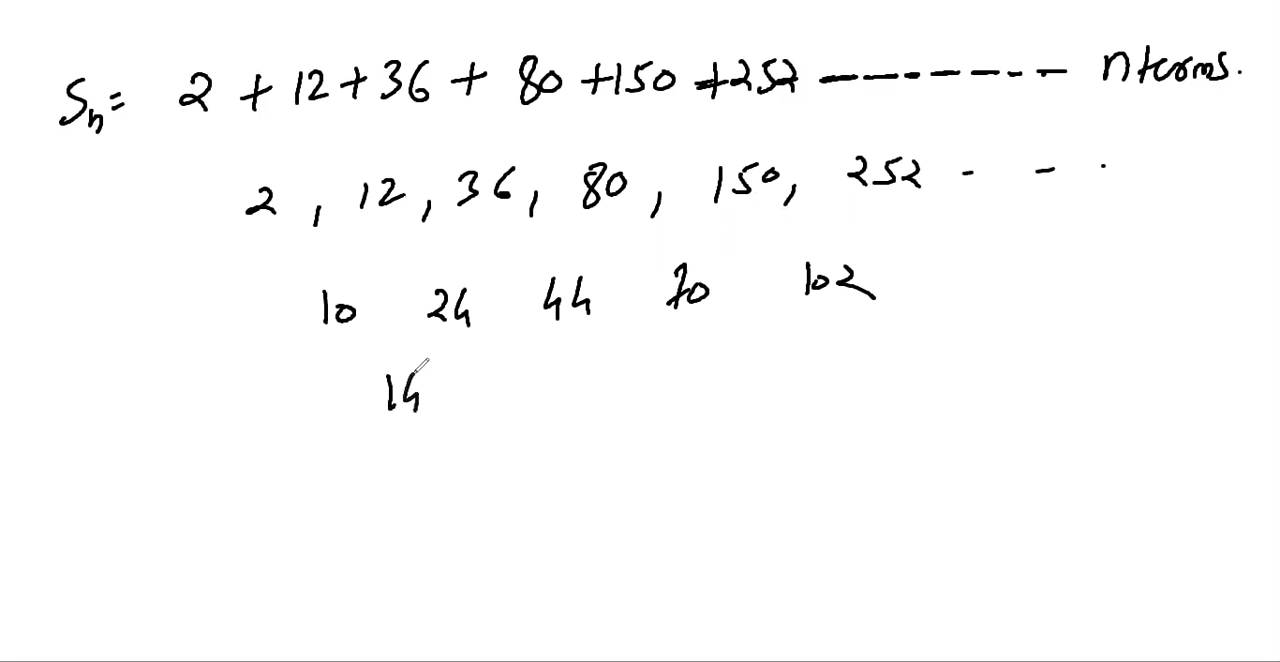 Sn = 2 + 12 + 36 + 80 + 150 + 252 -------- n terms.
2 , 12 , 36 , 80 , 150 , 252 - - .
10 24 44 70 102
14